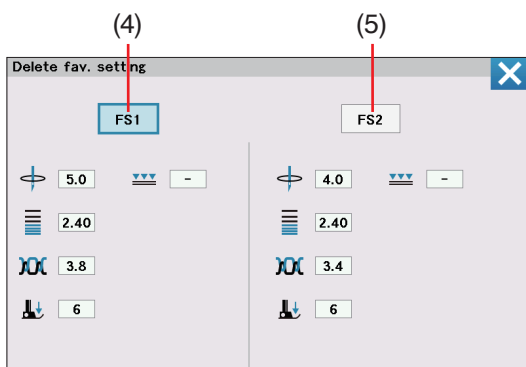 (4) (5)
Delete fav. setting
FS1 FS2
5.0 - 4.0 -
2.40 2.40
3.8 3.4
6 6